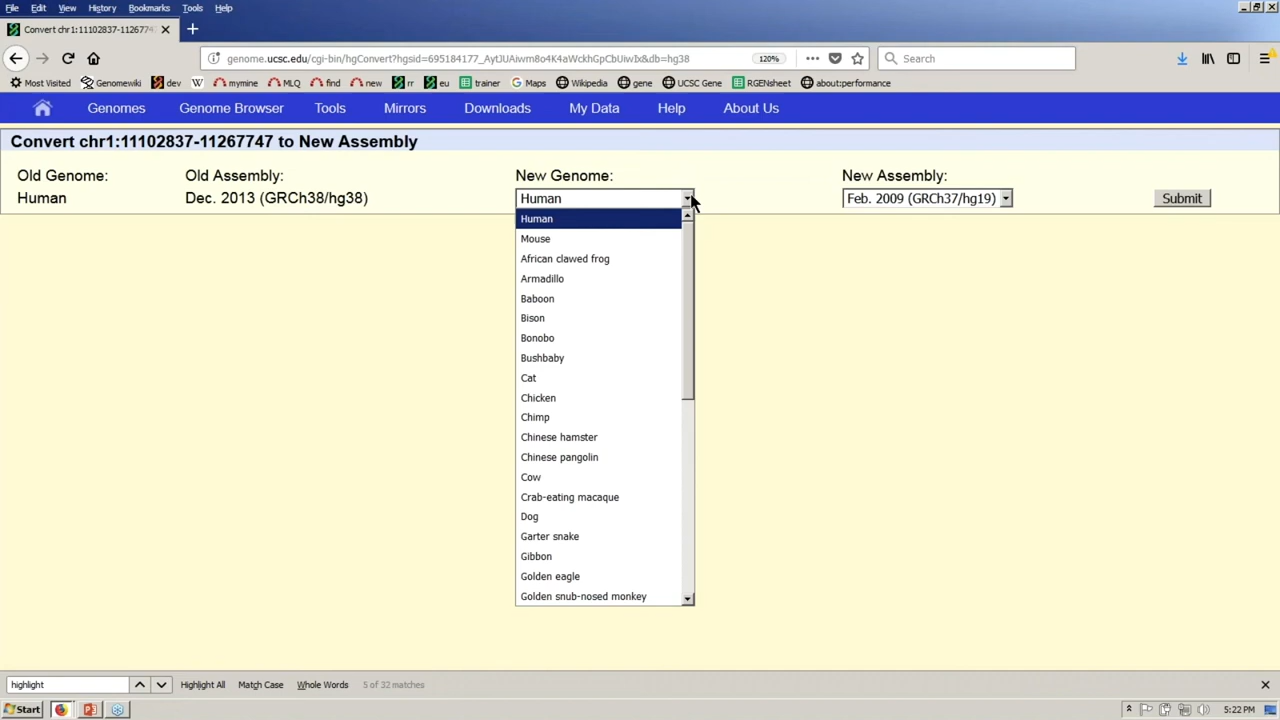 File Edit View History Bookmarks Tools Help
Convert chr1:11102837-1126774
genome.ucsc.edu/cgi-bin/hgConvert?hgsid=695184177_AytJUAiwm8o4K4aWckhGpCbUiwIx&db=hg38 120% Search
Most Visited Genomewiki dev mymine MLQ find new rr eu trainer Maps Wikipedia gene UCSC Gene RGENsheet about:performance
Genomes Genome Browser Tools Mirrors Downloads My Data Help About Us
Convert chr1:11102837-11267747 to New Assembly
Old Genome: Old Assembly: New Genome: New Assembly:
Human Dec. 2013 (GRCh38/hg38) Human Feb. 2009 (GRCh37/hg19) Submit
Human
Mouse
African clawed frog
Armadillo
Baboon
Bison
Bonobo
Bushbaby
Cat
Chicken
Chimp
Chinese hamster
Chinese pangolin
Cow
Crab-eating macaque
Dog
Garter snake
Gibbon
Golden eagle
Golden snub-nosed monkey
highlight Highlight All Match Case Whole Words 5 of 32 matches
Start 5:22 PM